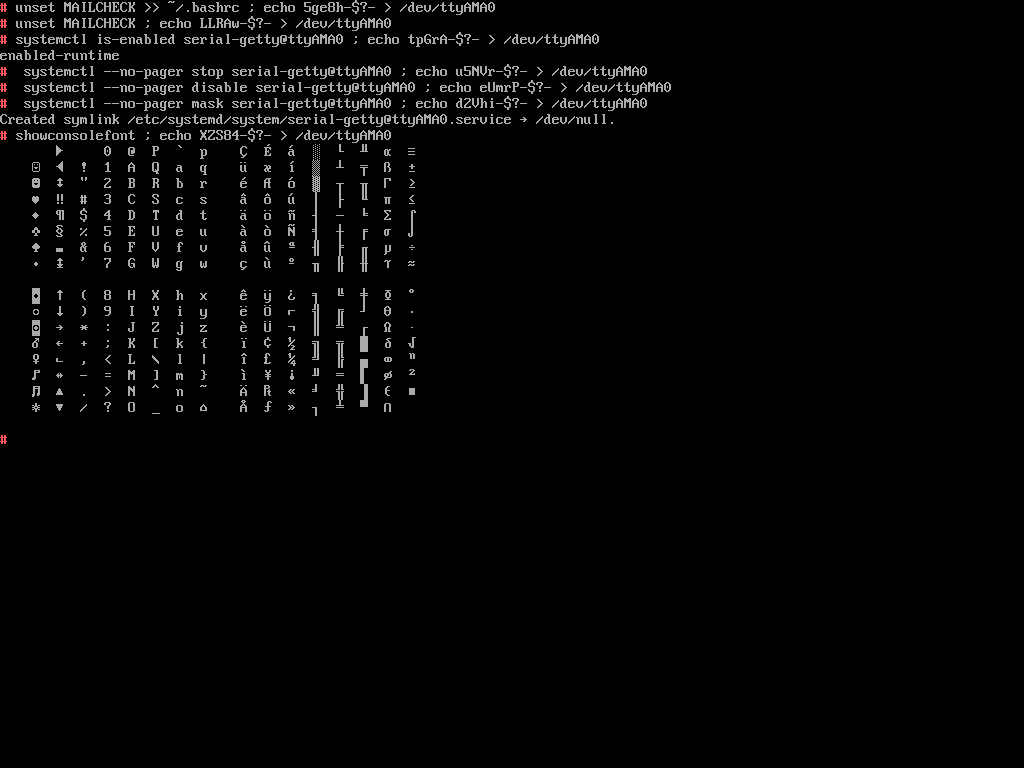 # unset MAILCHECK >> ~/.bashrc ; echo 5ge8h-$?- > /dev/ttyAMA0
# unset MAILCHECK ; echo LLRAw-$?- > /dev/ttyAMA0
# systemctl is-enabled serial-getty@ttyAMA0 ; echo tpGrA-$?- > /dev/ttyAMA0
enabled-runtime
#  systemctl --no-pager stop serial-getty@ttyAMA0 ; echo u5NVr-$?- > /dev/ttyAMA0
#  systemctl --no-pager disable serial-getty@ttyAMA0 ; echo eUmrP-$?- > /dev/ttyAMA0
#  systemctl --no-pager mask serial-getty@ttyAMA0 ; echo dZVhi-$?- > /dev/ttyAMA0
Created symlink /etc/systemd/system/serial-getty@ttyAMA0.service → /dev/null.
# showconsolefont ; echo XZS84-$?- > /dev/ttyAMA0
► 0 @ P ` p Ç É á ░ └ ╨ α ≡
☺ ◄ ! 1 A Q a q ü æ í ▒ ┴ ╤ ß ±
☻ ↕ " 2 B R b r é Æ ó ▓ ┬ ╥ Γ ≥
♥ ‼ # 3 C S c s â ô ú │ ├ ╙ π ≤
♦ ¶ $ 4 D T d t ä ö ñ ┤ ─ ╘ Σ ⌠
♣ § % 5 E U e u à ò Ñ ╡ ┼ ╒ σ ⌡
♠ ▬ & 6 F V f v å û ª ╢ ╞ ╓ µ ÷
• ↨ ' 7 G W g w ç ù º ╖ ╟ ╫ τ ≈
◘ ↑ ( 8 H X h x ê ÿ ¿ ╕ ╚ ╪ Φ °
○ ↓ ) 9 I Y i y ë Ö ⌐ ╣ ╔ ┘ Θ ∙
◙ → * : J Z j z è Ü ¬ ║ ╩ ┌ Ω ·
♂ ← + ; K [ k { ï ¢ ½ ╗ ╦ █ δ √
♀ ∟ , < L \ l | î £ ¼ ╝ ╠ ▄ ∞ ⁿ
♪ ↔ - = M ] m } ì ¥ ¡ ╜ ═ ▌ φ ²
♫ ▲ . > N ^ n ~ Ä ₧ « ╛ ╬ ▐ ε ■
☼ ▼ / ? O _ o ⌂ Å ƒ » ┐ ╧ ▀ ∩
#